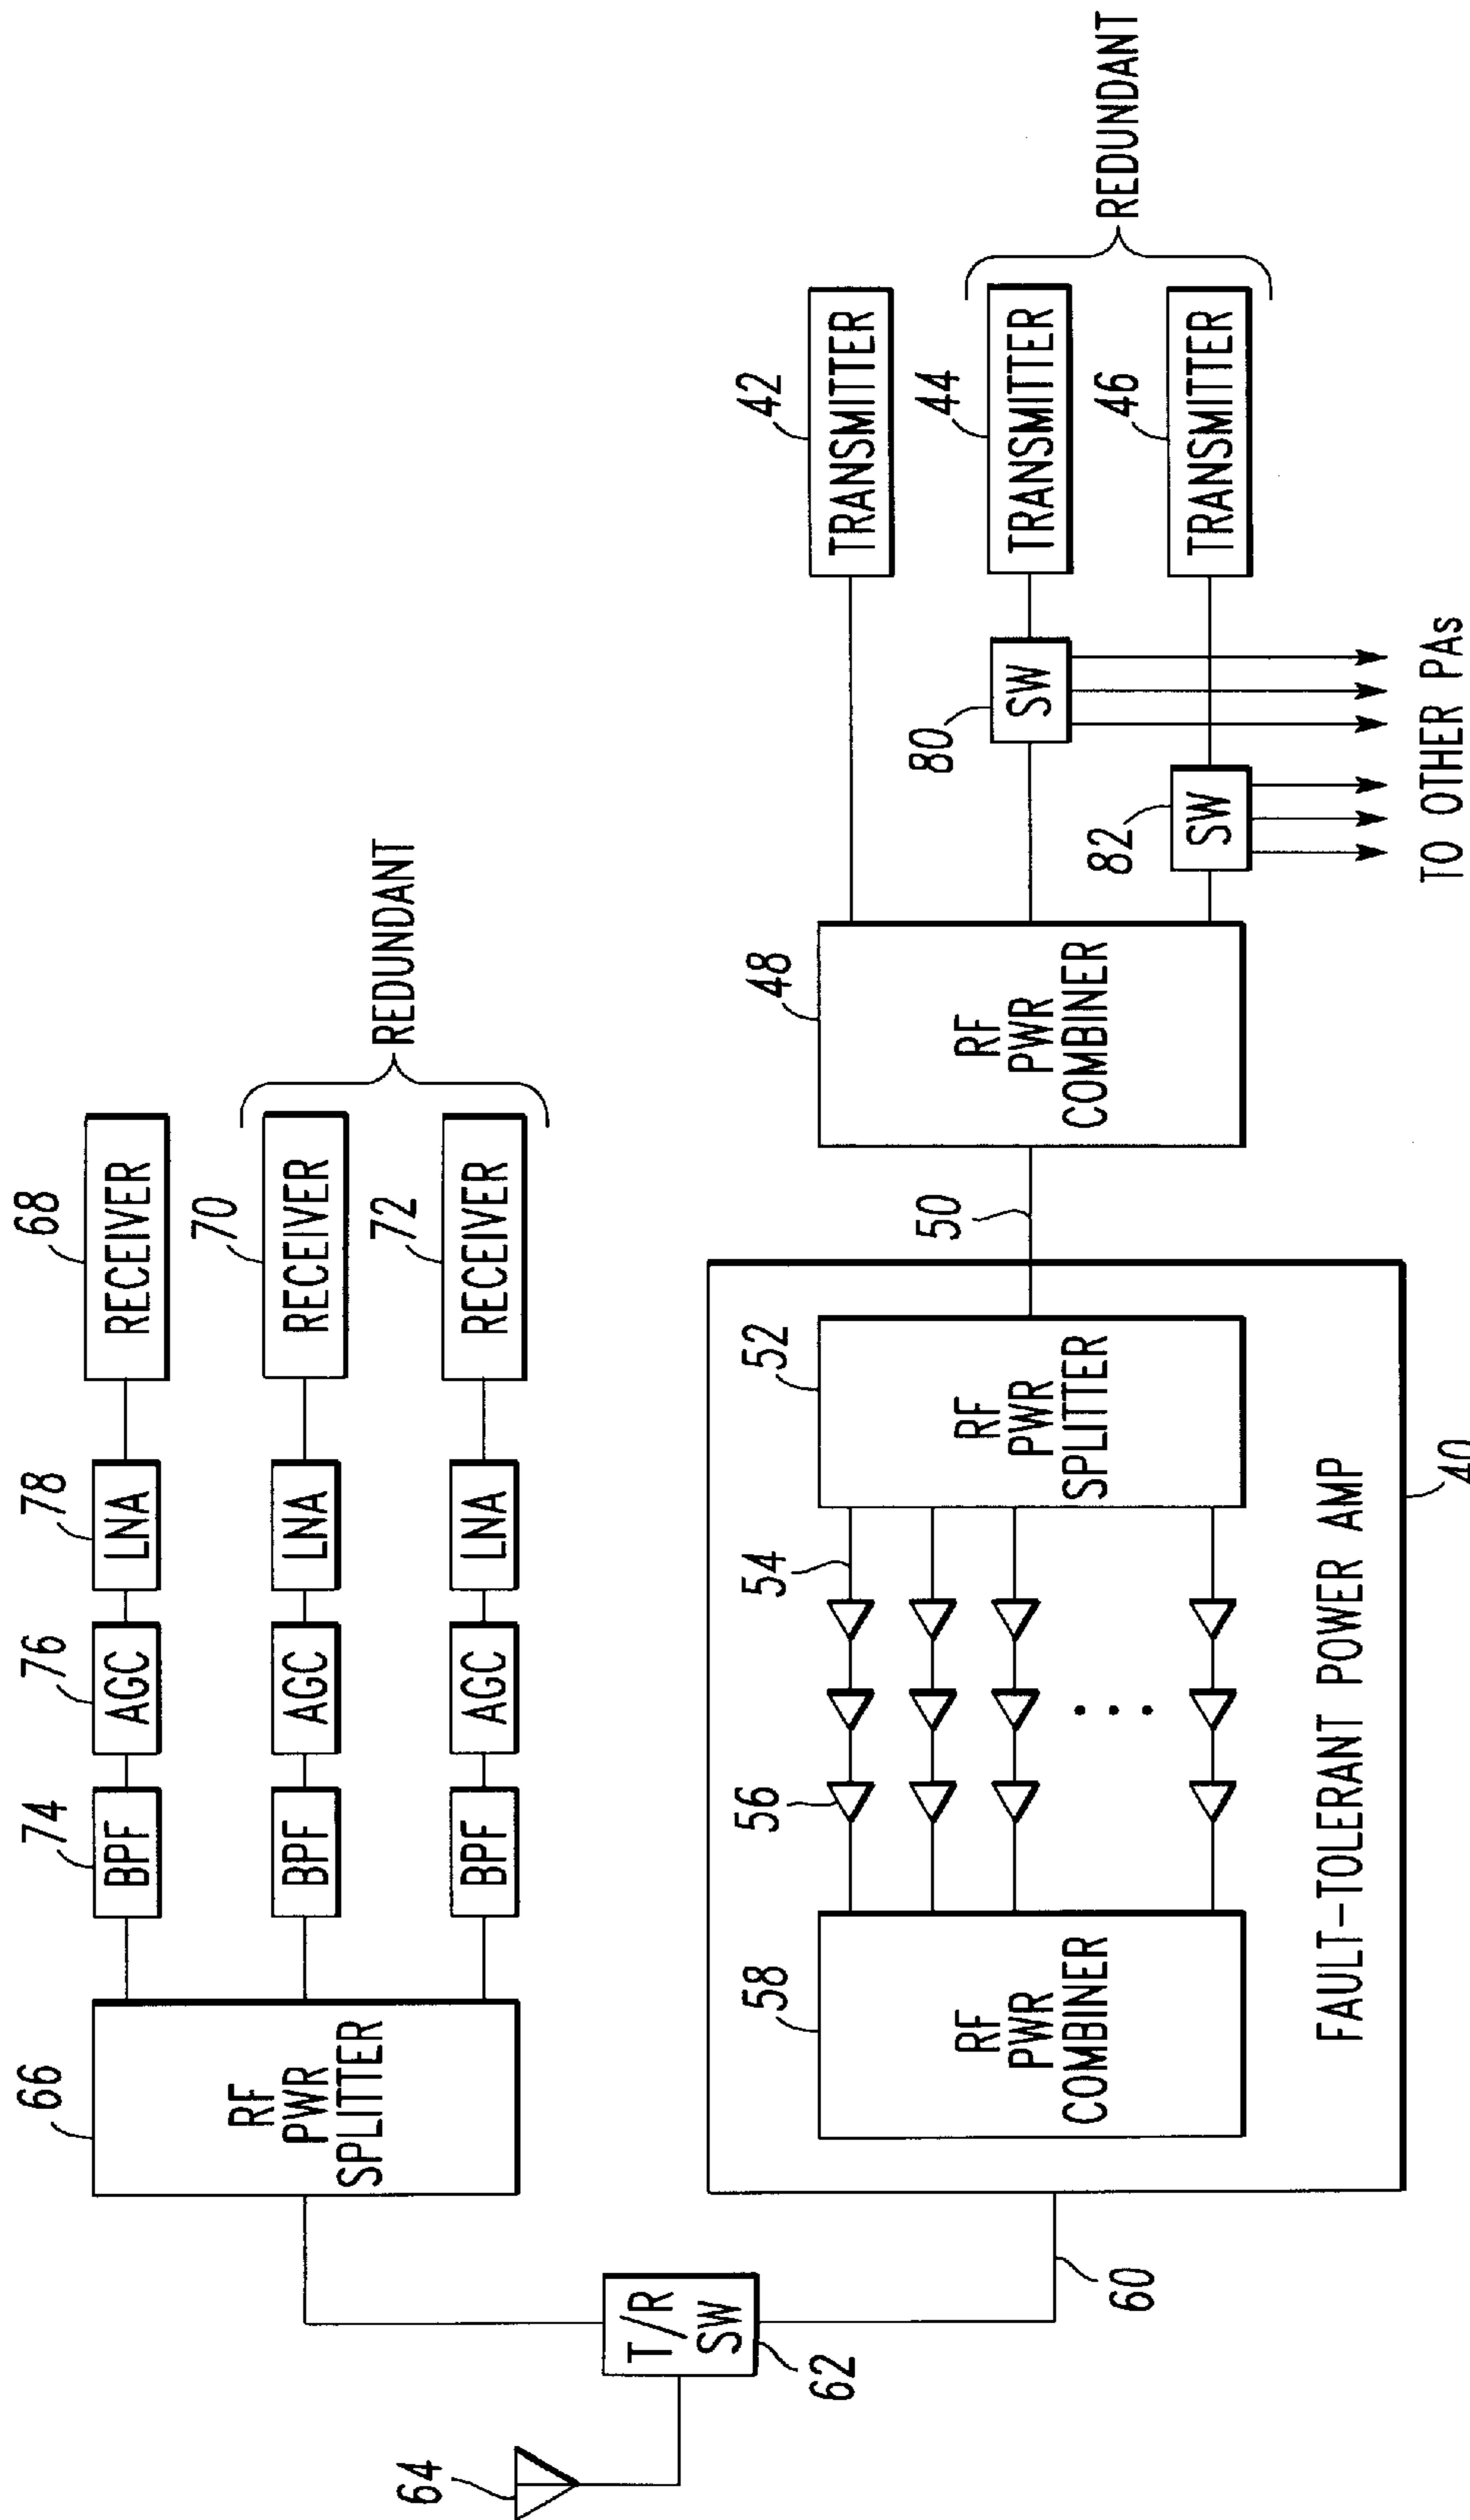 68
RECEIVER
70
RECEIVER
72
RECEIVER
REDUNDANT
78
LNA
LNA
LNA
76
AGC
AGC
AGC
74
BPF
BPF
BPF
66
RF
PWR
SPLITTER
64
T/R
SW
62
60
42
TRANSMITTER
44
TRANSMITTER
46
TRANSMITTER
REDUNDANT
80
SW
82
SW
TO OTHER PAs
48
RF
PWR
COMBINER
50
52
RF
PWR
SPLITTER
54
56
• • •
58
RF
PWR
COMBINER
FAULT-TOLERANT POWER AMP
40